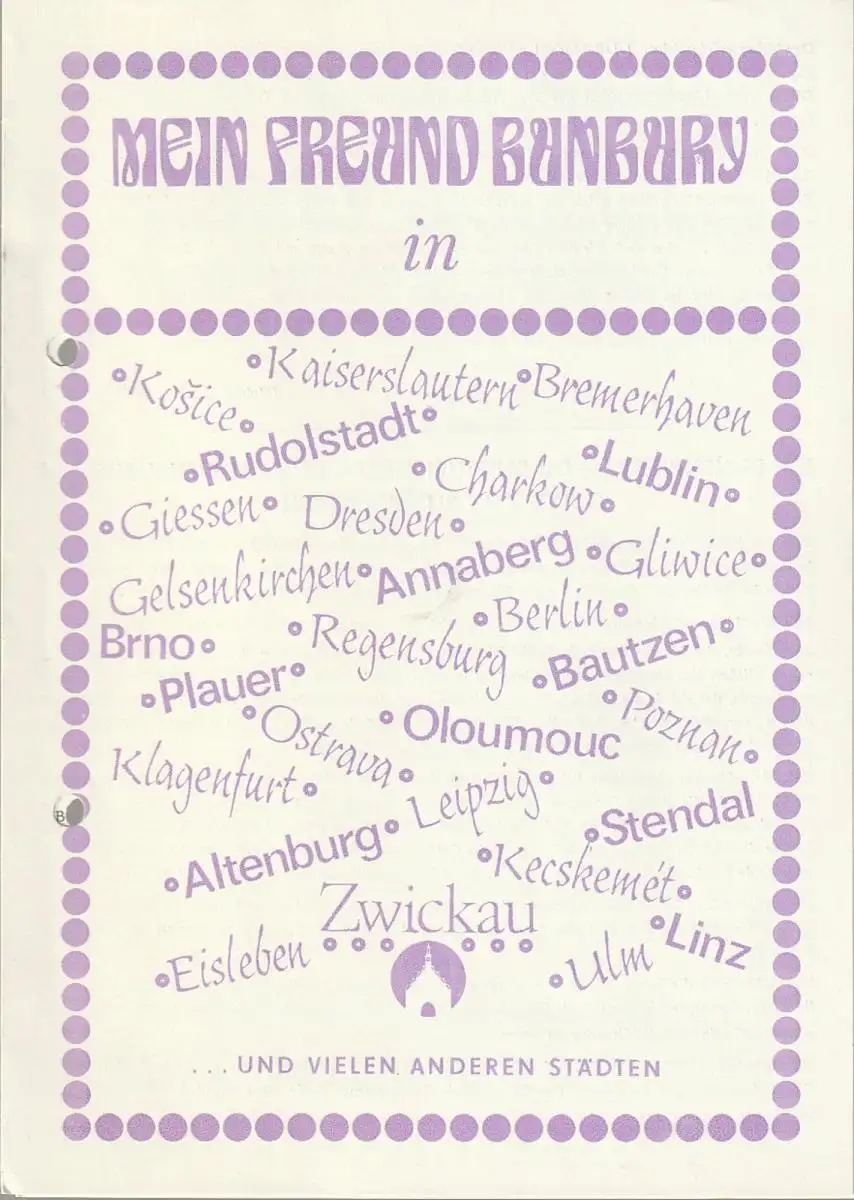 MEIN FREUND BUNBURY
in
Košice
Kaiserslautern
Bremerhaven
Rudolstadt
Charkow
Lublin
Giessen
Dresden
Gelsenkirchen
Annaberg
Gliwice
Berlin
Brno
Regensburg
Bautzen
Plauer
Ostrava
Oloumouc
Poznan
Klagenfurt
Leipzig
Stendal
Altenburg
Kecskemét
Zwickau
Linz
Eisleben
Ulm
...UND VIELEN ANDEREN STÄDTEN